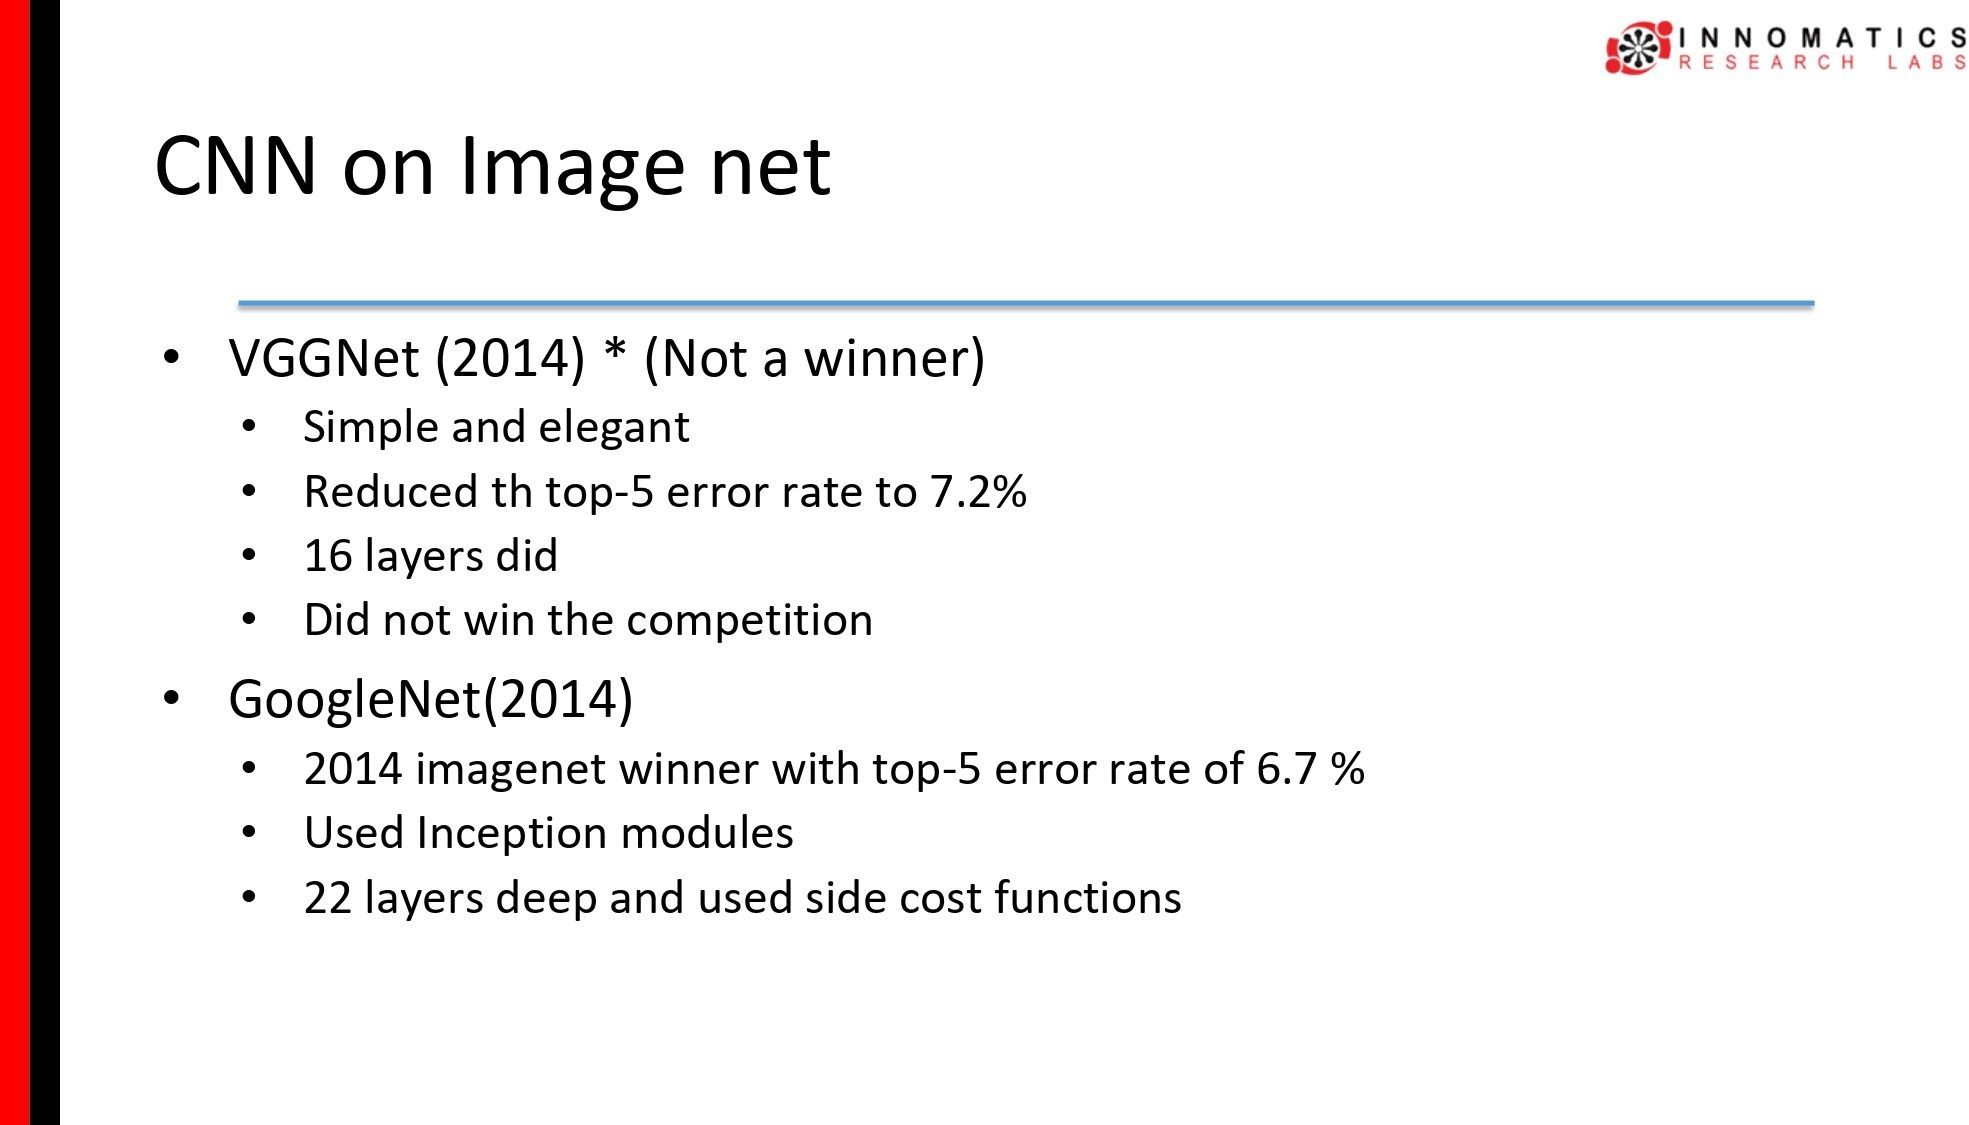 INNOMATICS
RESEARCH LABS
CNN on Image net
• VGGNet (2014) * (Not a winner)
• Simple and elegant
• Reduced th top-5 error rate to 7.2%
• 16 layers did
• Did not win the competition
• GoogleNet(2014)
• 2014 imagenet winner with top-5 error rate of 6.7 %
• Used Inception modules
• 22 layers deep and used side cost functions